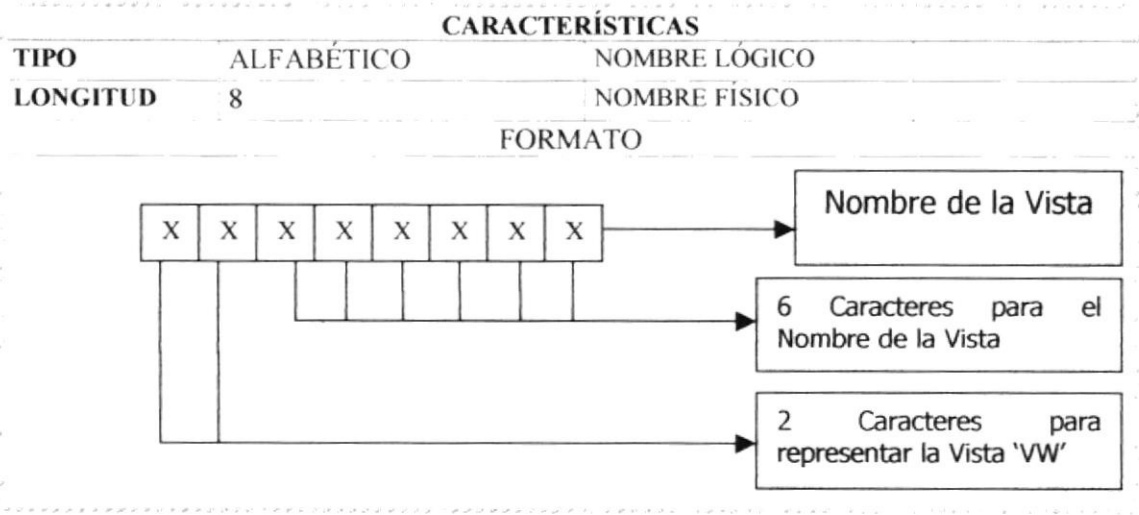 CARACTERÍSTICAS
TIPO ALFABÉTICO NOMBRE LÓGICO
LONGITUD 8 NOMBRE FÍSICO
FORMATO
Nombre de la Vista
X X X X X X X X
6 Caracteres para el
Nombre de la Vista
2 Caracteres para
representar la Vista 'VW'